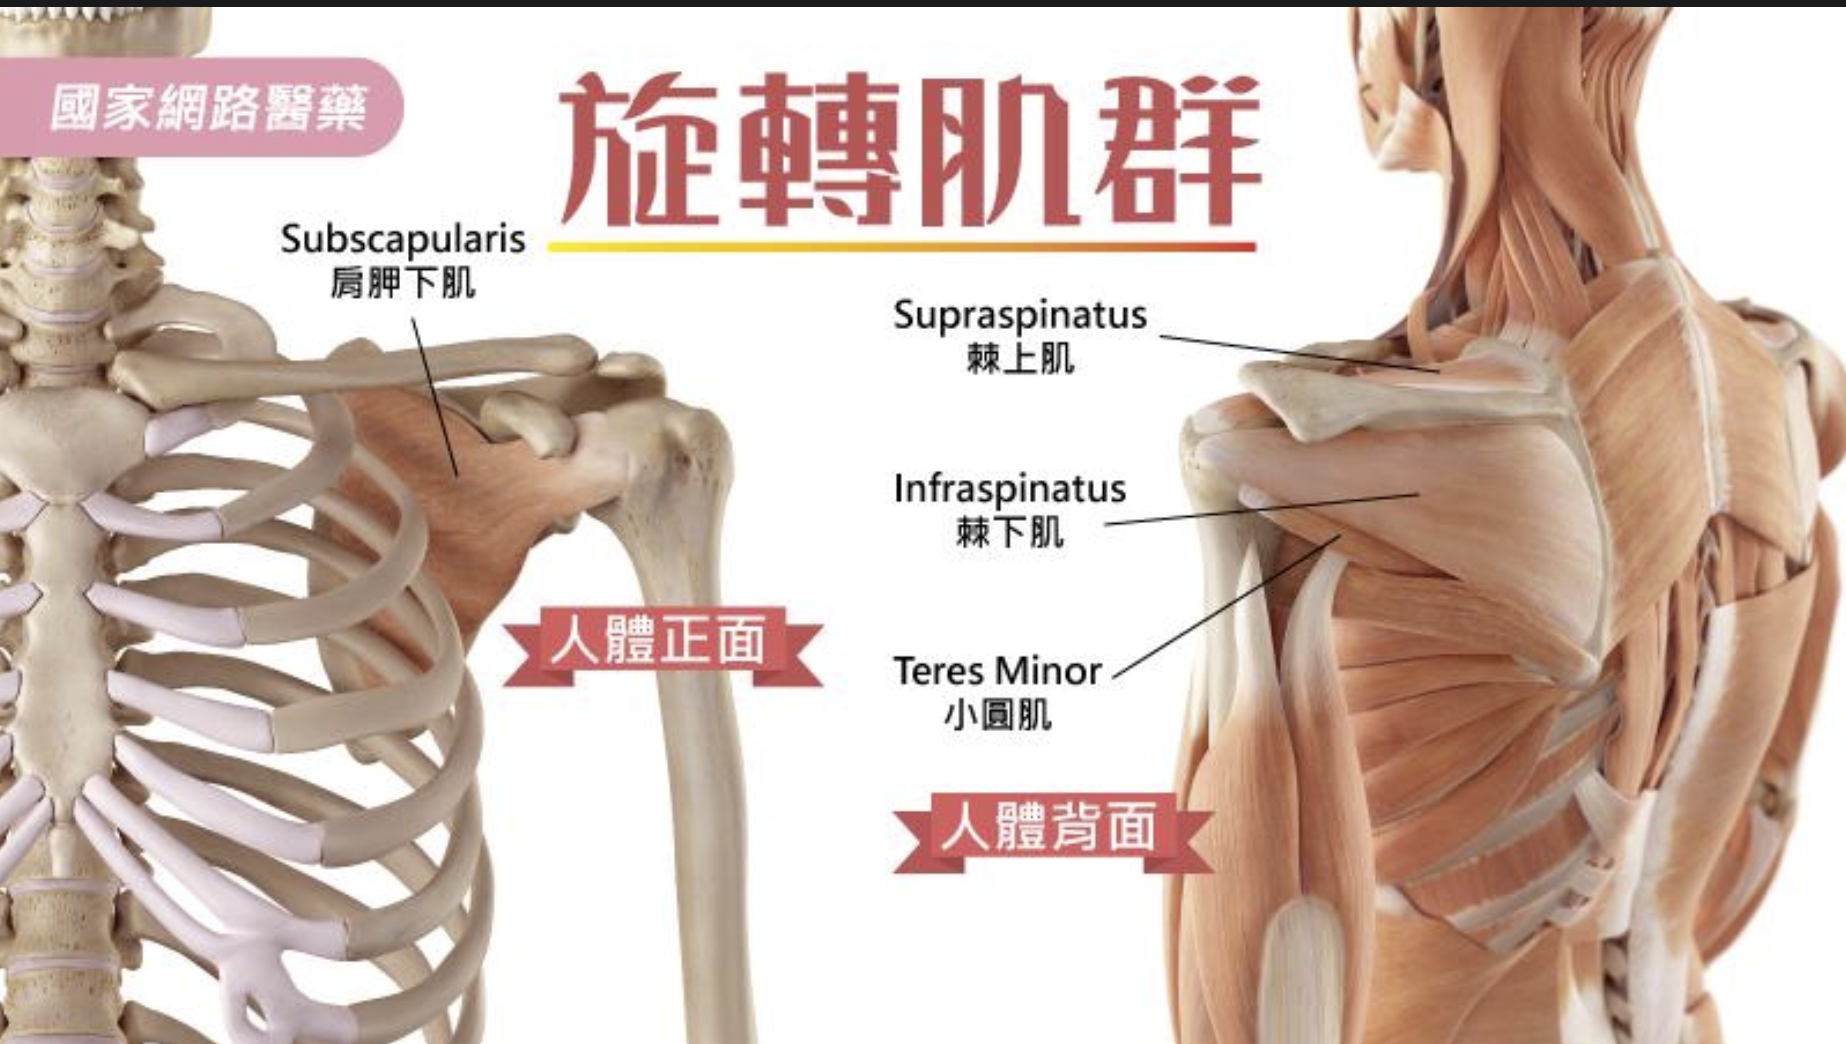 國家網路醫藥
旋轉肌群
Subscapularis
肩胛下肌
人體正面
Supraspinatus
棘上肌
Infraspinatus
棘下肌
Teres Minor
小圓肌
人體背面